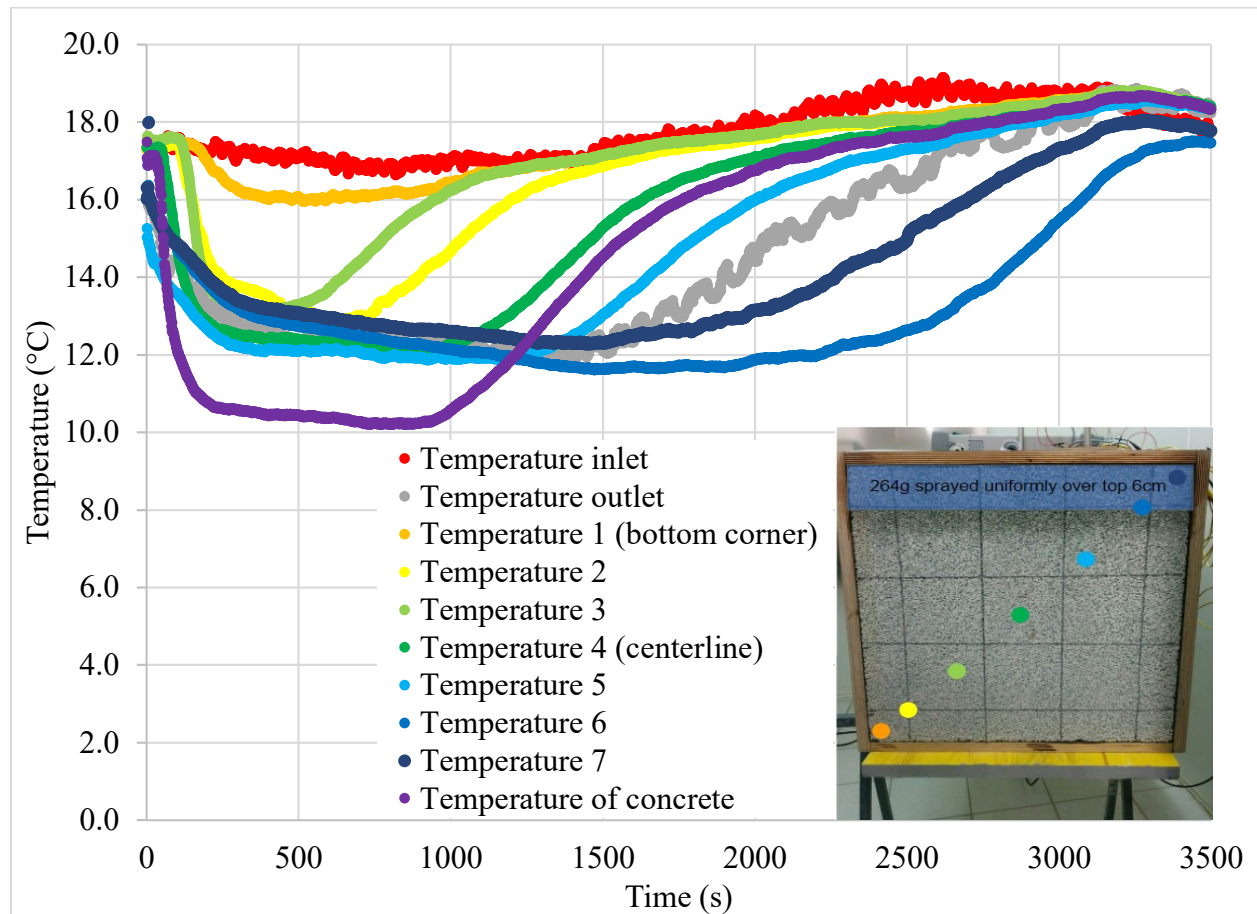 20.0
18.0
16.0
14.0
12.0
10.0
8.0
6.0
4.0
2.0
0.0
Temperature (°C)
Temperature inlet
Temperature outlet
Temperature 1 (bottom corner)
Temperature 2
Temperature 3
Temperature 4 (centerline)
Temperature 5
Temperature 6
Temperature 7
Temperature of concrete
264g sprayed uniformly over top 6cm
0 500 1000 1500 2000 2500 3000 3500
Time (s)